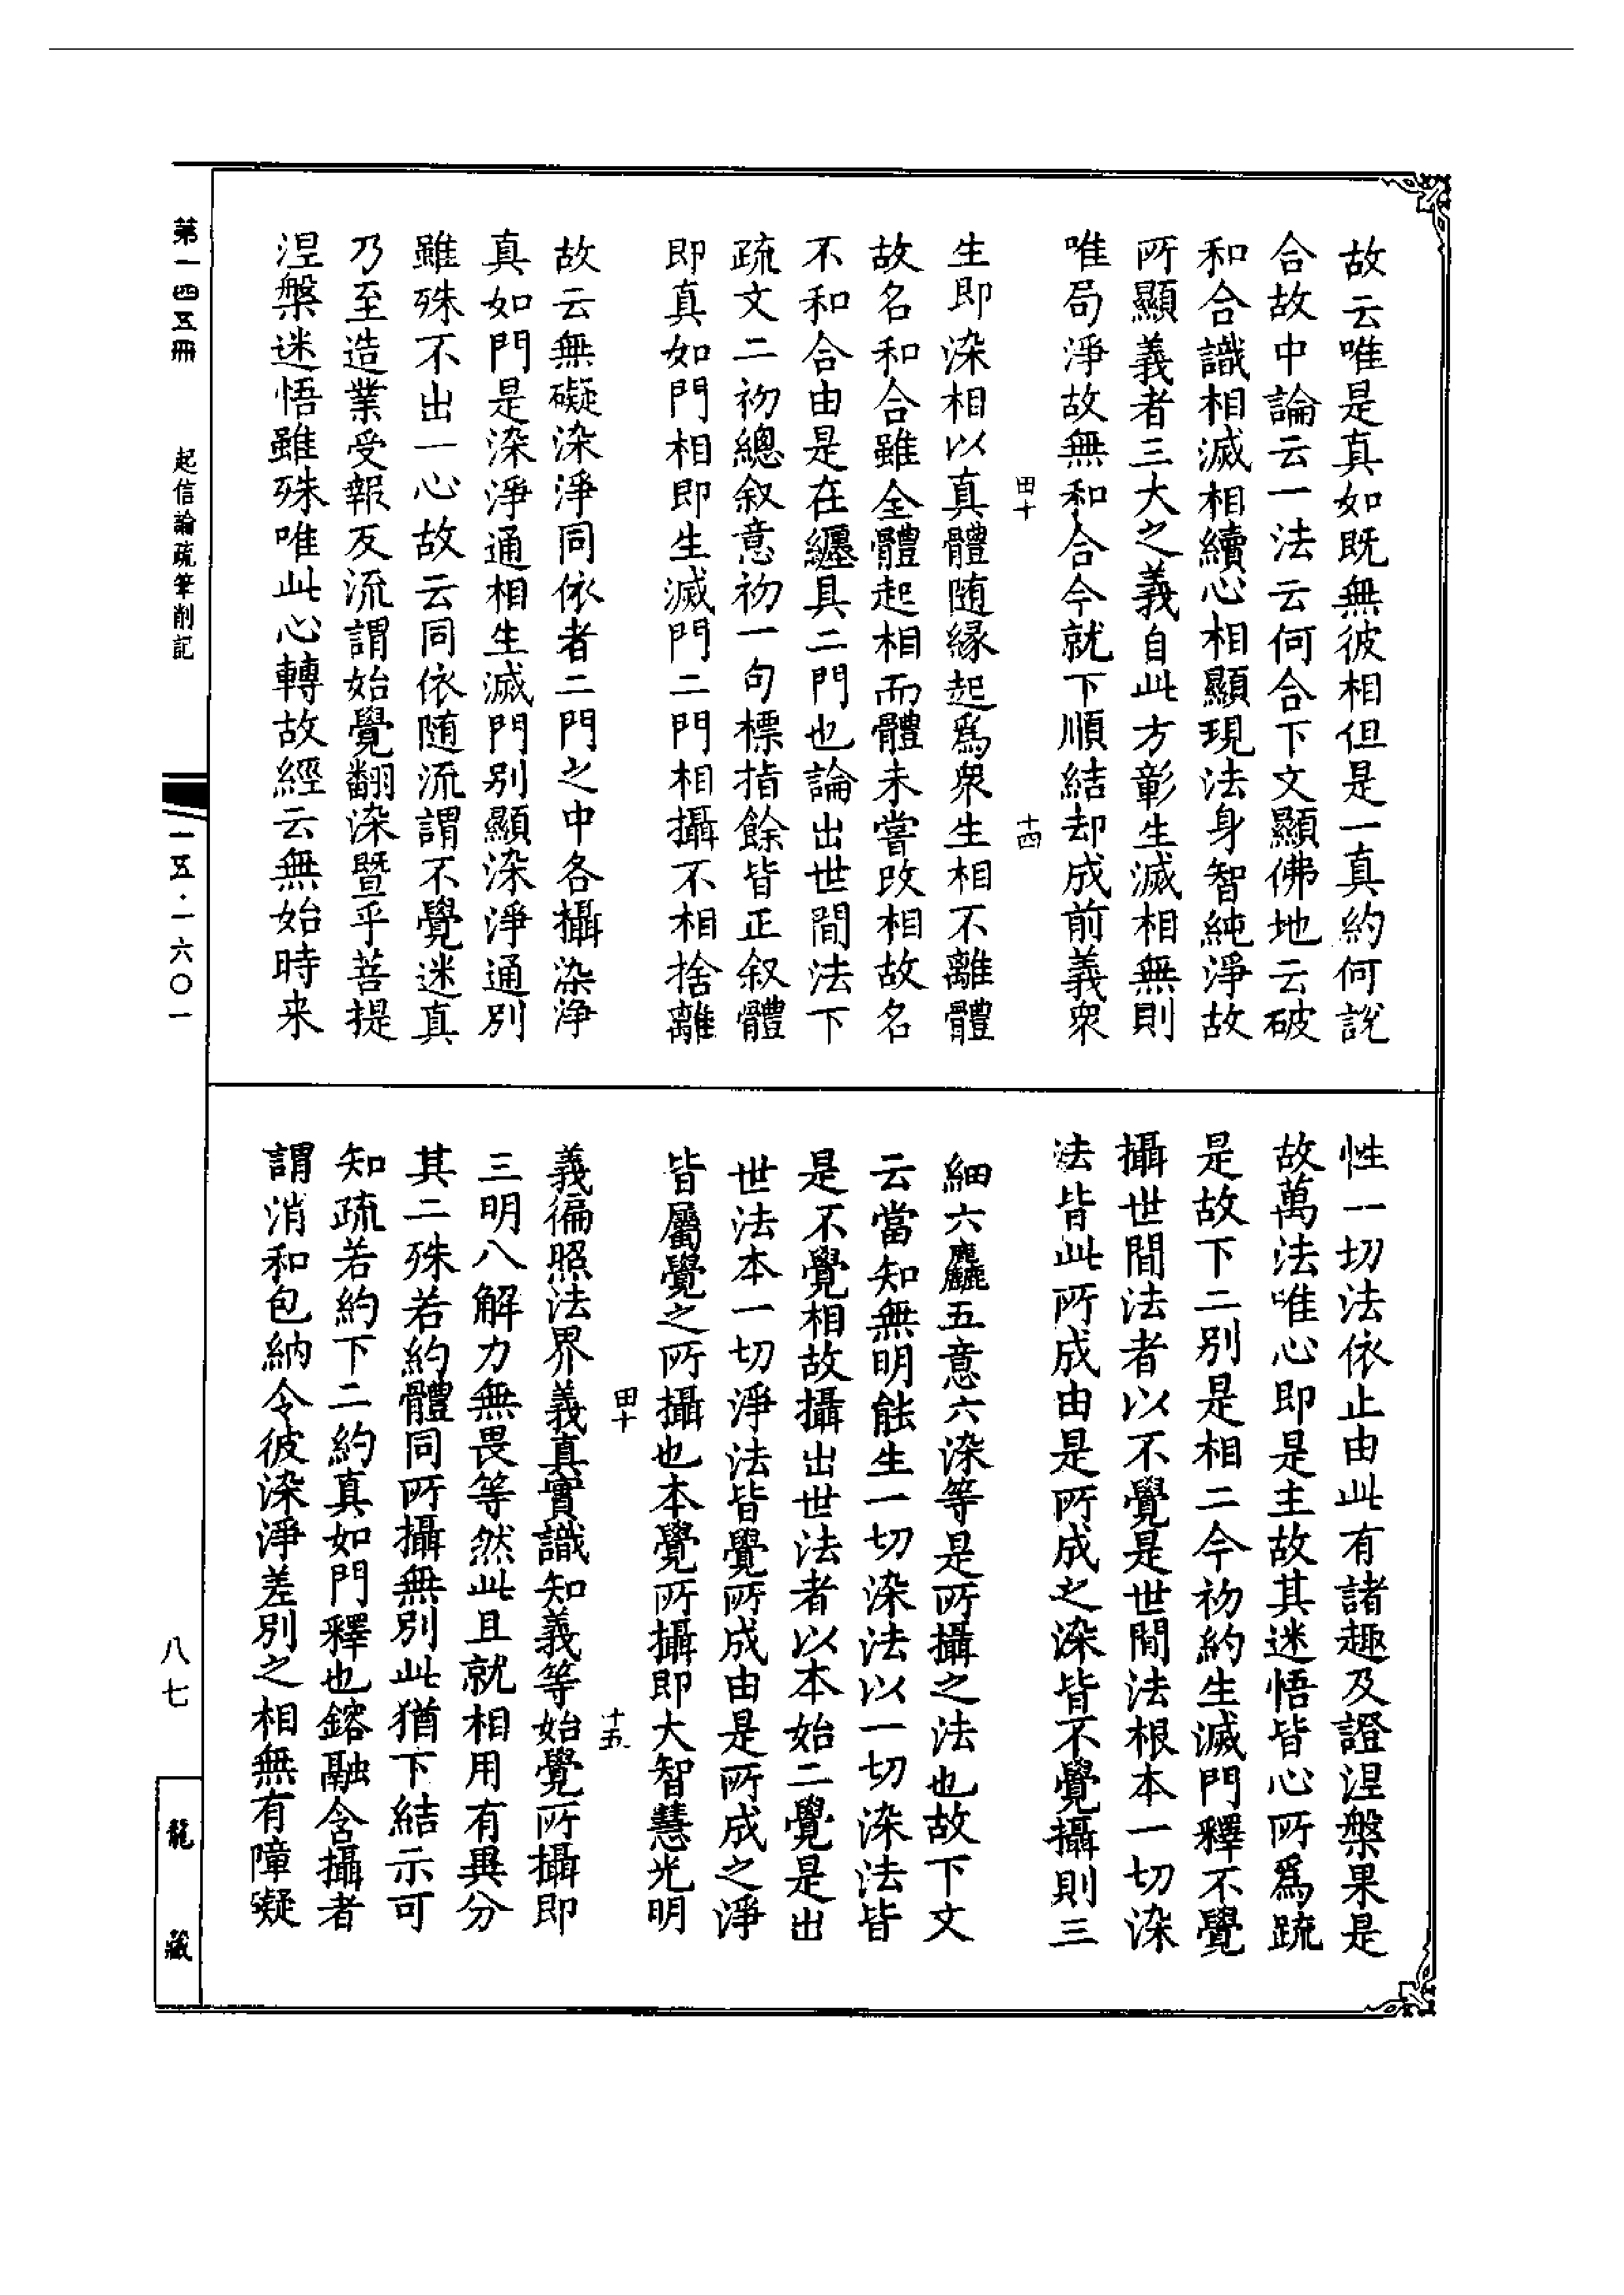 故云唯是真如既無彼相但是一真約何說
合故中論云一法云何合下文顯佛地云破
和合識相滅相續心相顯現法身智純淨故
所顯義者三大之義自此方彰生滅相無則
唯局淨故無和合今就下順結却成前義衆
田十
十四
生即染相以真體随緣起爲衆生相不離體
故名和合雖全體起相而體未嘗改相故名
不和合由是在纏具二門也論出世間法下
疏文二初總叙意初一句標指餘皆正叙體
即真如門相即生滅門二門相攝不相捨離
故云無礙染淨同依者二門之中各攝染淨
真如門是染淨通相生滅門別顯染淨通別
雖殊不出一心故云同依随流謂不覺迷真
乃至造業受報反流謂始覺翻染暨乎菩提
涅槃迷悟雖殊唯此心轉故經云無始時来
第一四五冊
起信論疏筆削記
一五·一六〇一
性一切法依止由此有諸趣及證涅槃果是
故萬法唯心即是主故其迷悟皆心所爲䟽
是故下二別是相二今初約生滅門釋不覺
攝世間法者以不覺是世間法根本一切染
法皆此所成由是所成之染皆不覺攝則三
細六麤五意六染等是所攝之法也故下文
云當知無明能生一切染法以一切染法皆
是不覺相故攝出世法者以本始二覺是出
世法本一切淨法皆覺所成由是所成之淨
皆屬覺之所攝也本覺所攝即大智慧光明
田十
十五
義徧照法界義真實識知義等始覺所攝即
三明八解力無畏等然此且就相用有異分
其二殊若約體同所攝無別此猶下結示可
知疏若約下二約真如門釋也鎔融含攝者
謂消和包納令彼染淨差別之相無有障礙
八七
龍藏